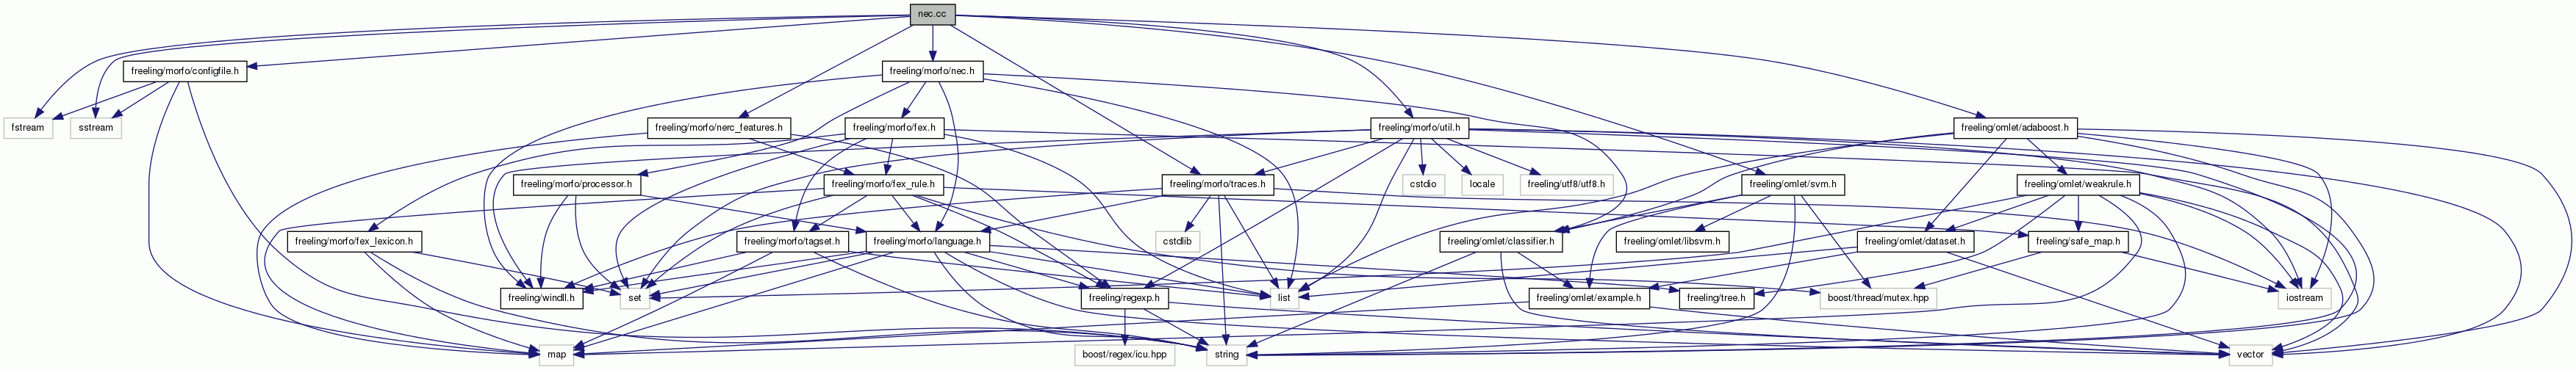 nec.cc
freeling/morfo/configfile.h
freeling/morfo/nec.h
fstream
sstream
freeling/morfo/nerc_features.h
freeling/morfo/fex.h
freeling/morfo/util.h
freeling/omlet/adaboost.h
freeling/morfo/processor.h
freeling/morfo/fex_rule.h
freeling/morfo/traces.h
cstdio
locale
freeling/utf8/utf8.h
freeling/omlet/svm.h
freeling/omlet/weakrule.h
freeling/morfo/fex_lexicon.h
freeling/morfo/tagset.h
freeling/morfo/language.h
cstdlib
freeling/omlet/classifier.h
freeling/omlet/libsvm.h
freeling/omlet/dataset.h
freeling/safe_map.h
freeling/windll.h
set
freeling/regexp.h
list
freeling/omlet/example.h
freeling/tree.h
boost/thread/mutex.hpp
iostream
map
boost/regex/icu.hpp
string
vector